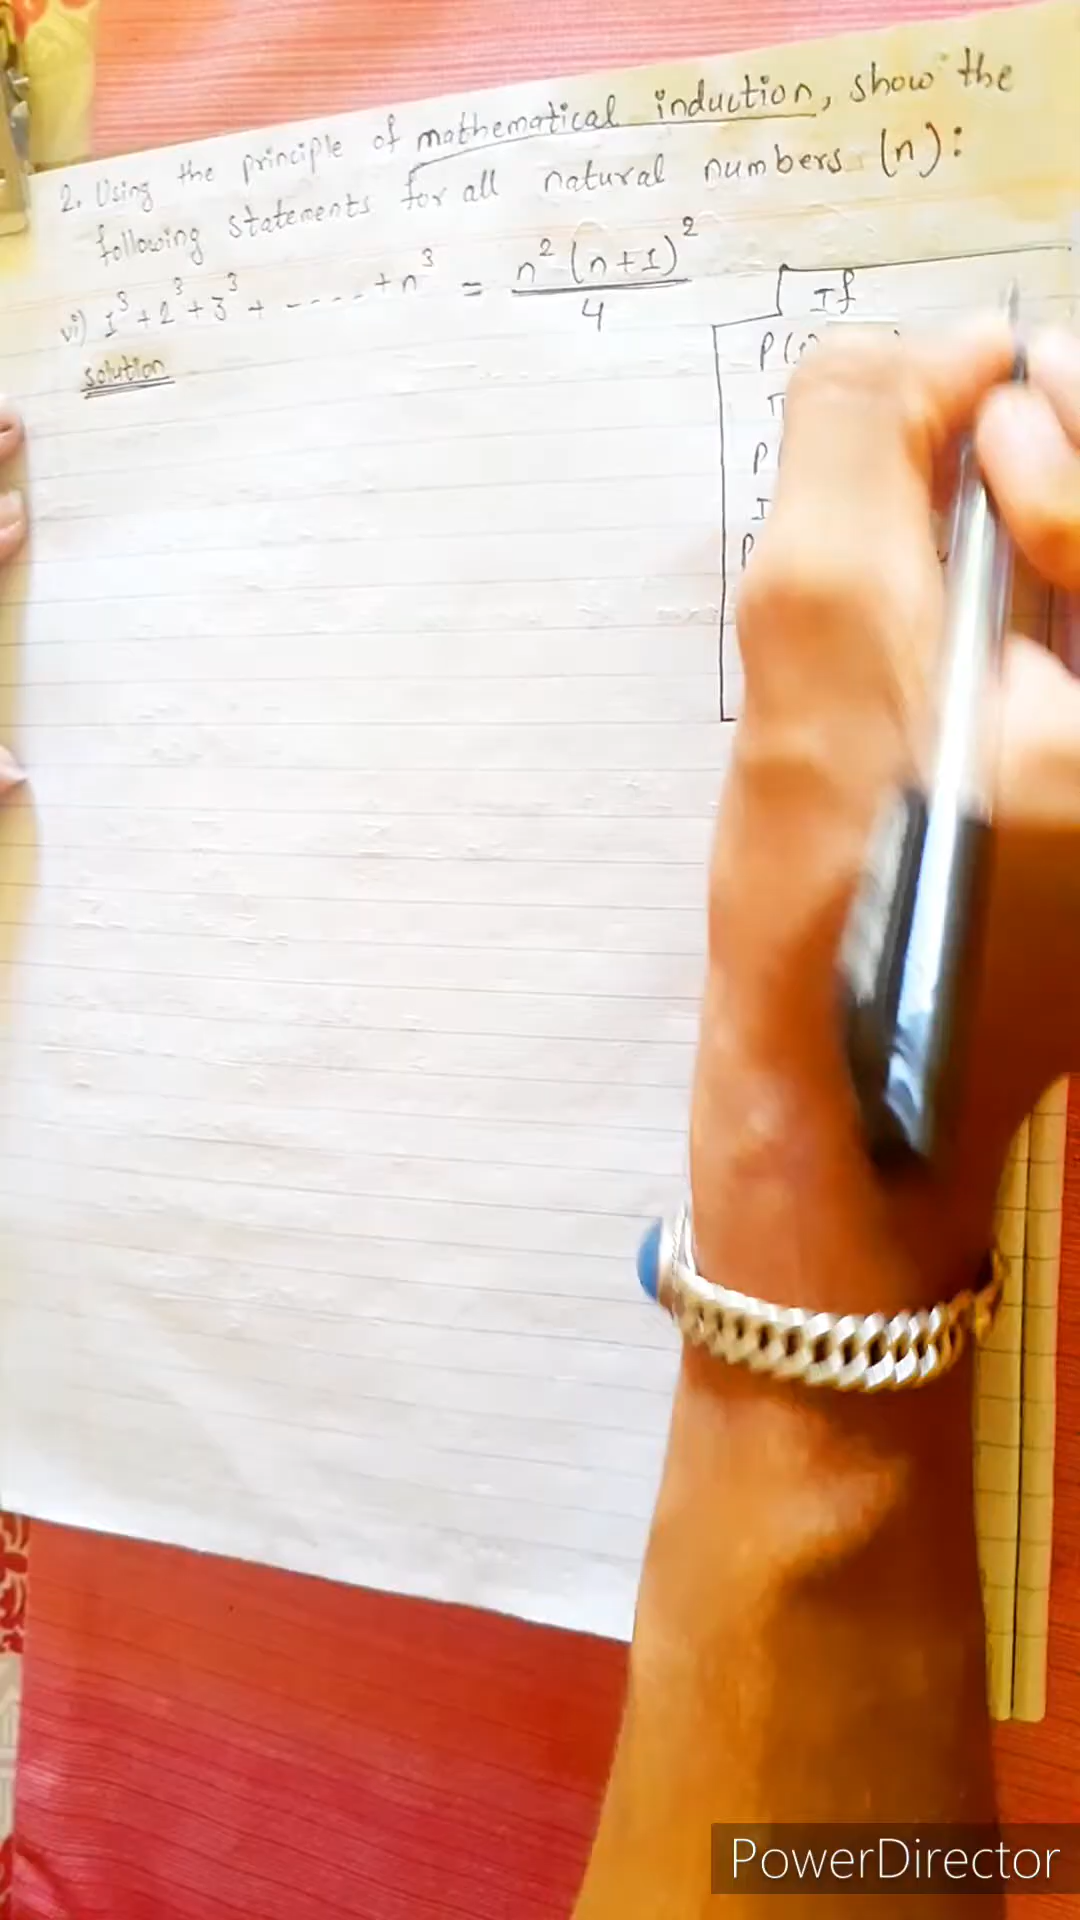 2. Using the principle of mathematical induction, show the
following statements for all natural numbers (n):
vi) 1³ + 2³ + 3³ + ----- + n³ = n²(n+1)²/4
solution
If
P(1)
P
I
P
PowerDirector